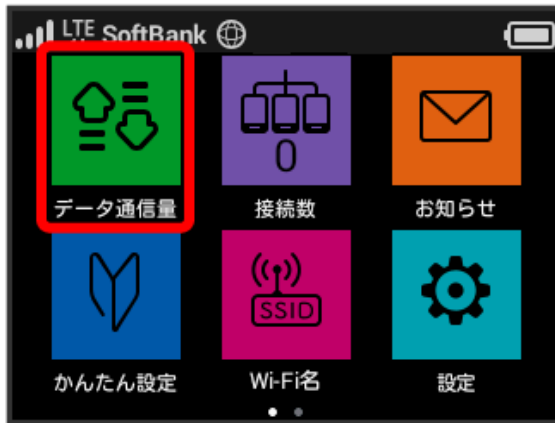 LTE SoftBank
データ通信量
0
接続数
お知らせ
かんたん設定
SSID
Wi-Fi名
設定